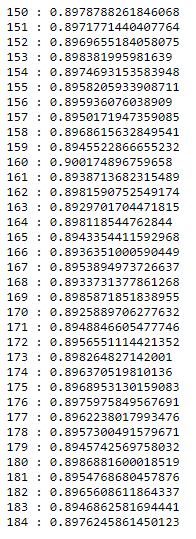 150 : 0.8978788261846068
151 : 0.8971771440407764
152 : 0.8969655184058075
153 : 0.898381995981639
154 : 0.8974693153583948
155 : 0.8958205933908711
156 : 0.895936076038909
157 : 0.8950171947359085
158 : 0.8968615632849541
159 : 0.8945522866655232
160 : 0.900174896759658
161 : 0.8938713682315489
162 : 0.8981590752549174
163 : 0.8929701704471815
164 : 0.898118544762844
165 : 0.8943354411592968
166 : 0.8936351000590449
167 : 0.8953894973726637
168 : 0.8933731377861268
169 : 0.8985871851838955
170 : 0.8925889706277632
171 : 0.8948846605477746
172 : 0.8956551114421352
173 : 0.898264827142001
174 : 0.896370519810136
175 : 0.8968953130159083
176 : 0.8975975849567691
177 : 0.8962238017993476
178 : 0.8957300491579671
179 : 0.8945742569758032
180 : 0.8986881600018519
181 : 0.8954768680457876
182 : 0.8965608611864337
183 : 0.8946862581694441
184 : 0.8976245861450123